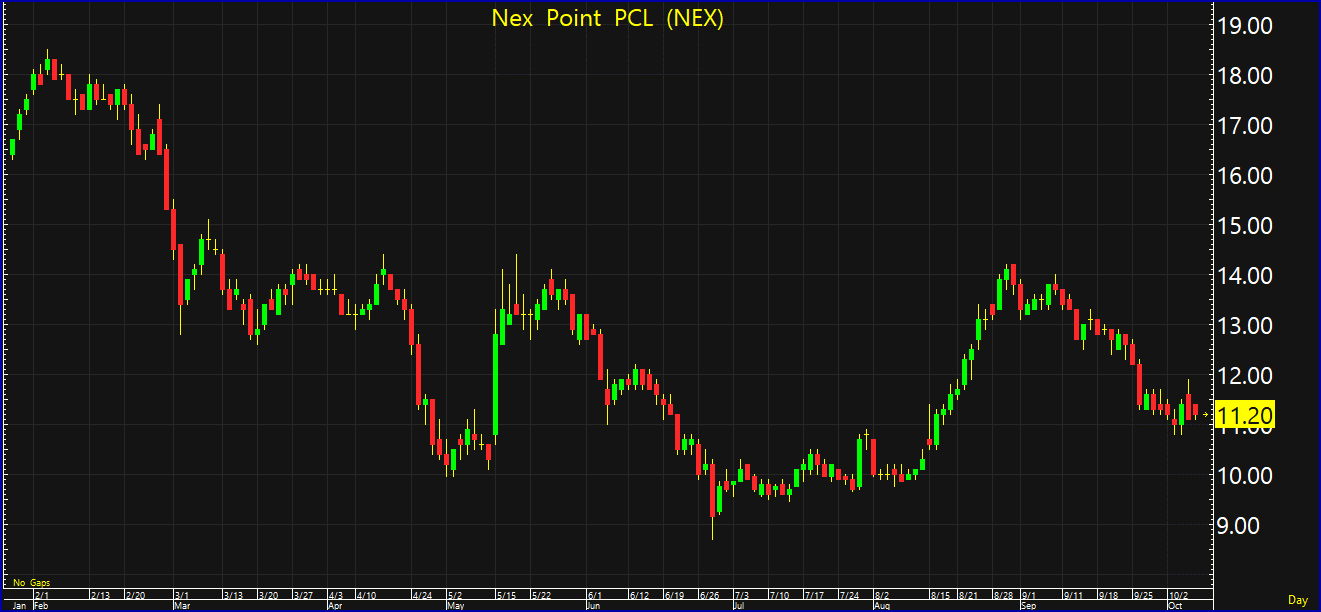 Nex Point PCL (NEX)
19.00
18.00
17.00
16.00
15.00
14.00
13.00
12.00
11.20
11.00
10.00
9.00
No Gaps
2/1 2/13 2/20 3/1 3/13 3/20 3/27 4/3 4/10 4/24 5/2 5/15 5/22 6/1 6/12 6/19 6/26 7/3 7/10 7/17 7/24 8/2 8/15 8/21 8/28 9/1 9/11 9/18 9/25 10/2
Jan Feb Mar Apr May Jun Jul Aug Sep Oct
Day